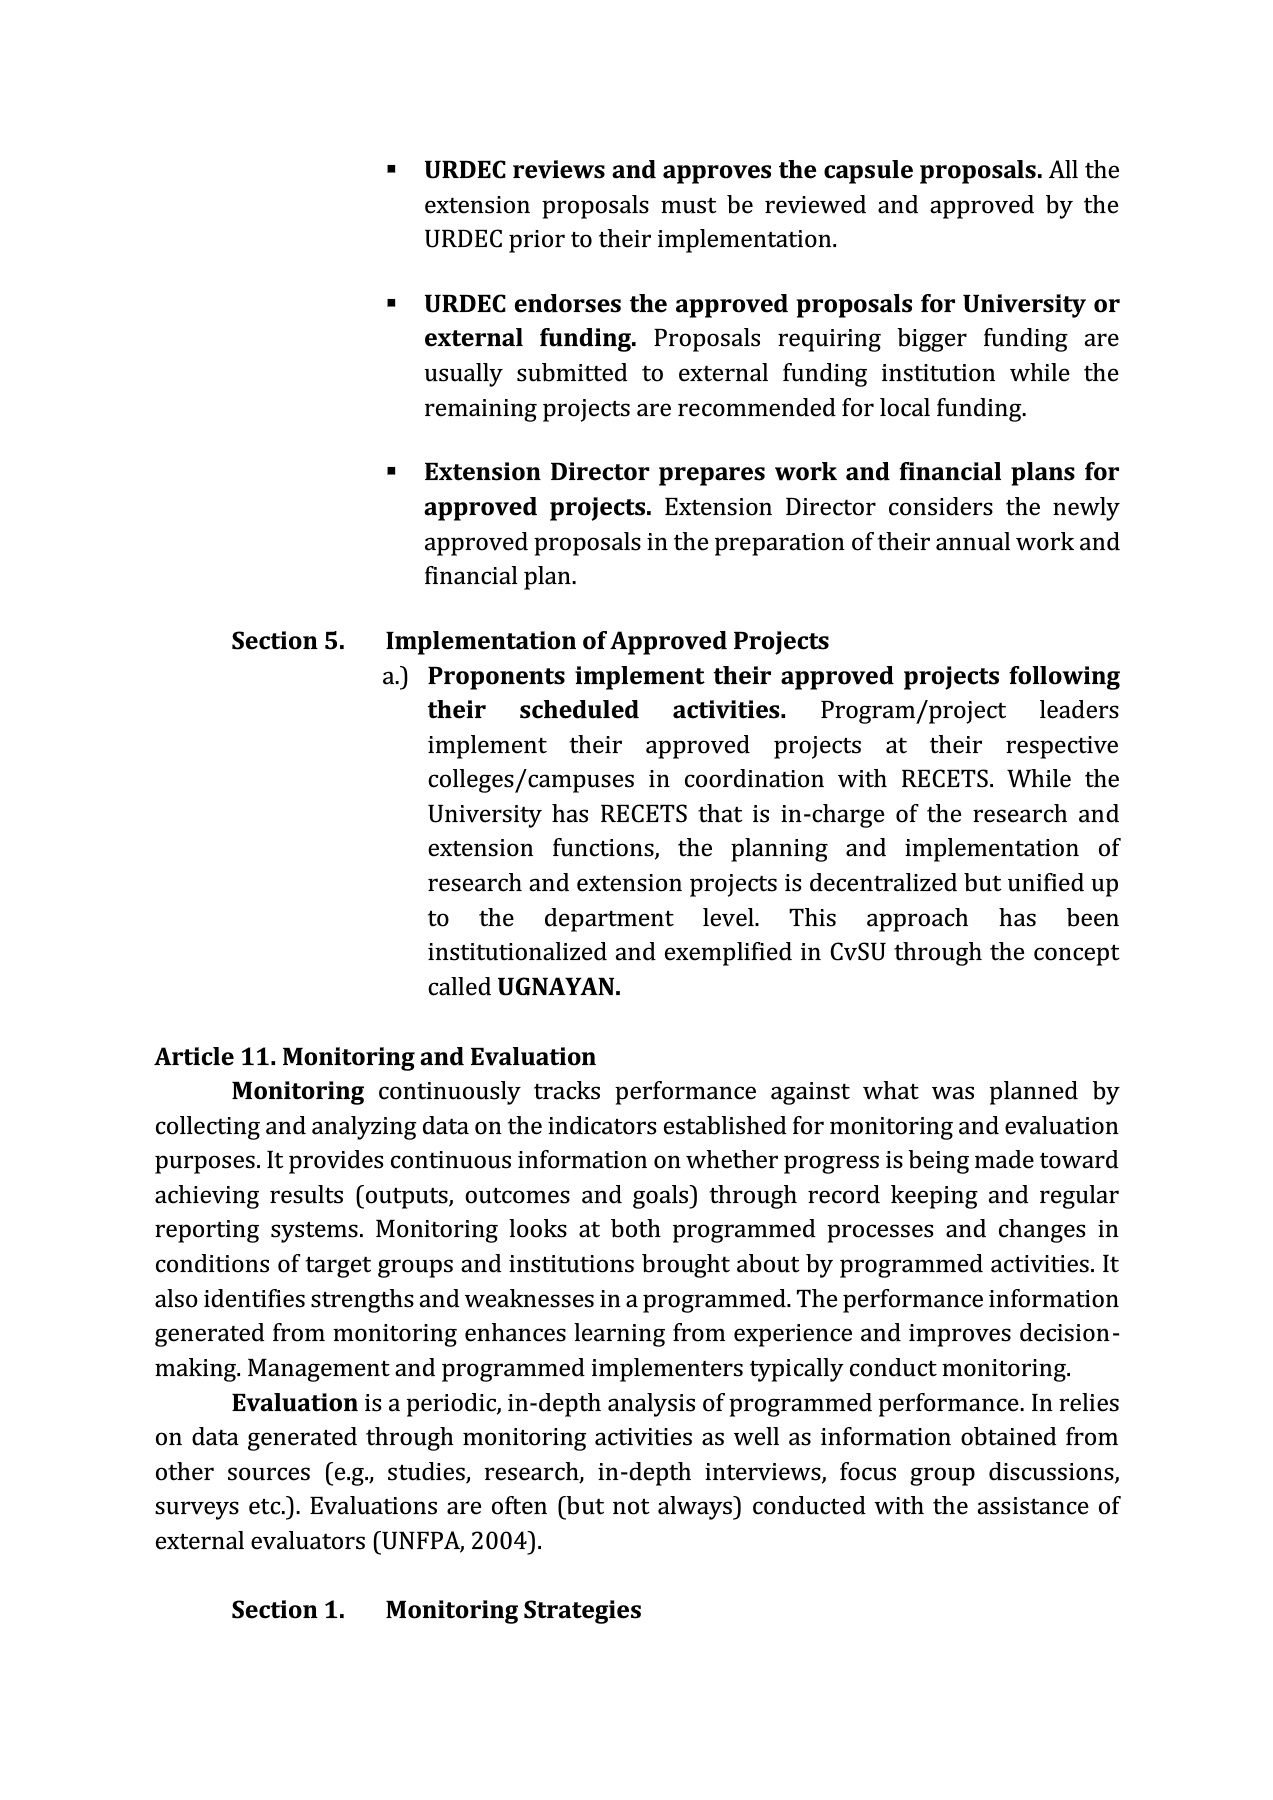 ▪ URDEC reviews and approves the capsule proposals. All the
extension proposals must be reviewed and approved by the
URDEC prior to their implementation.
▪ URDEC endorses the approved proposals for University or
external funding. Proposals requiring bigger funding are
usually submitted to external funding institution while the
remaining projects are recommended for local funding.
▪ Extension Director prepares work and financial plans for
approved projects. Extension Director considers the newly
approved proposals in the preparation of their annual work and
financial plan.
Section 5. Implementation of Approved Projects
a.) Proponents implement their approved projects following
their scheduled activities. Program/project leaders
implement their approved projects at their respective
colleges/campuses in coordination with RECETS. While the
University has RECETS that is in-charge of the research and
extension functions, the planning and implementation of
research and extension projects is decentralized but unified up
to the department level. This approach has been
institutionalized and exemplified in CvSU through the concept
called UGNAYAN.
Article 11. Monitoring and Evaluation
Monitoring continuously tracks performance against what was planned by
collecting and analyzing data on the indicators established for monitoring and evaluation
purposes. It provides continuous information on whether progress is being made toward
achieving results (outputs, outcomes and goals) through record keeping and regular
reporting systems. Monitoring looks at both programmed processes and changes in
conditions of target groups and institutions brought about by programmed activities. It
also identifies strengths and weaknesses in a programmed. The performance information
generated from monitoring enhances learning from experience and improves decision-
making. Management and programmed implementers typically conduct monitoring.
Evaluation is a periodic, in-depth analysis of programmed performance. In relies
on data generated through monitoring activities as well as information obtained from
other sources (e.g., studies, research, in-depth interviews, focus group discussions,
surveys etc.). Evaluations are often (but not always) conducted with the assistance of
external evaluators (UNFPA, 2004).
Section 1. Monitoring Strategies